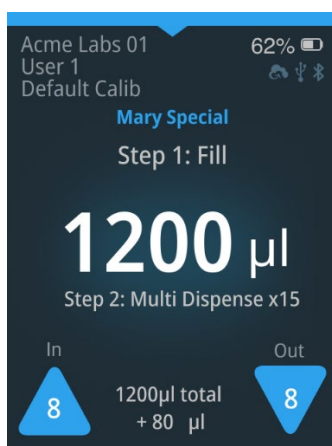 Acme Labs 01 62%
User 1
Default Calib
Mary Special
Step 1: Fill
1200 µl
Step 2: Multi Dispense x15
In Out
8 1200µl total 8
+ 80 µl